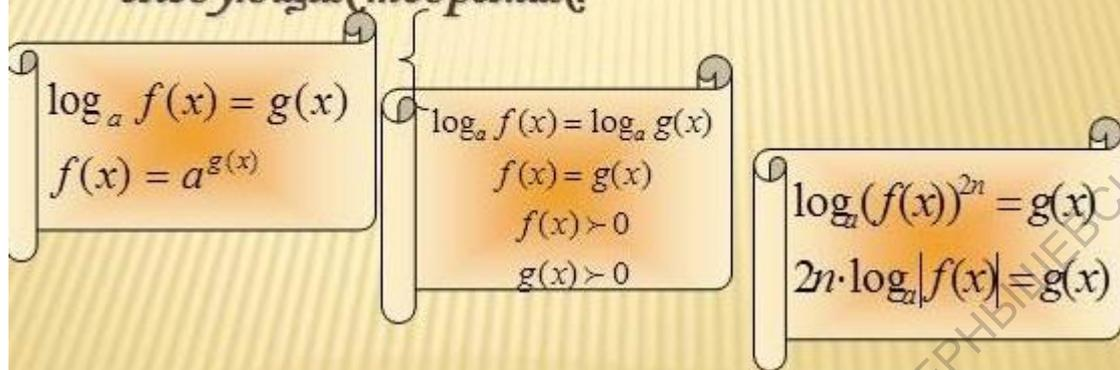 log_a f(x) = g(x)
f(x) = a^{g(x)}
log_a f(x) = log_a g(x)
f(x) = g(x)
f(x) ≻ 0
g(x) ≻ 0
log_a(f(x))^{2n} = g(x)
2n·log_a|f(x)| = g(x)